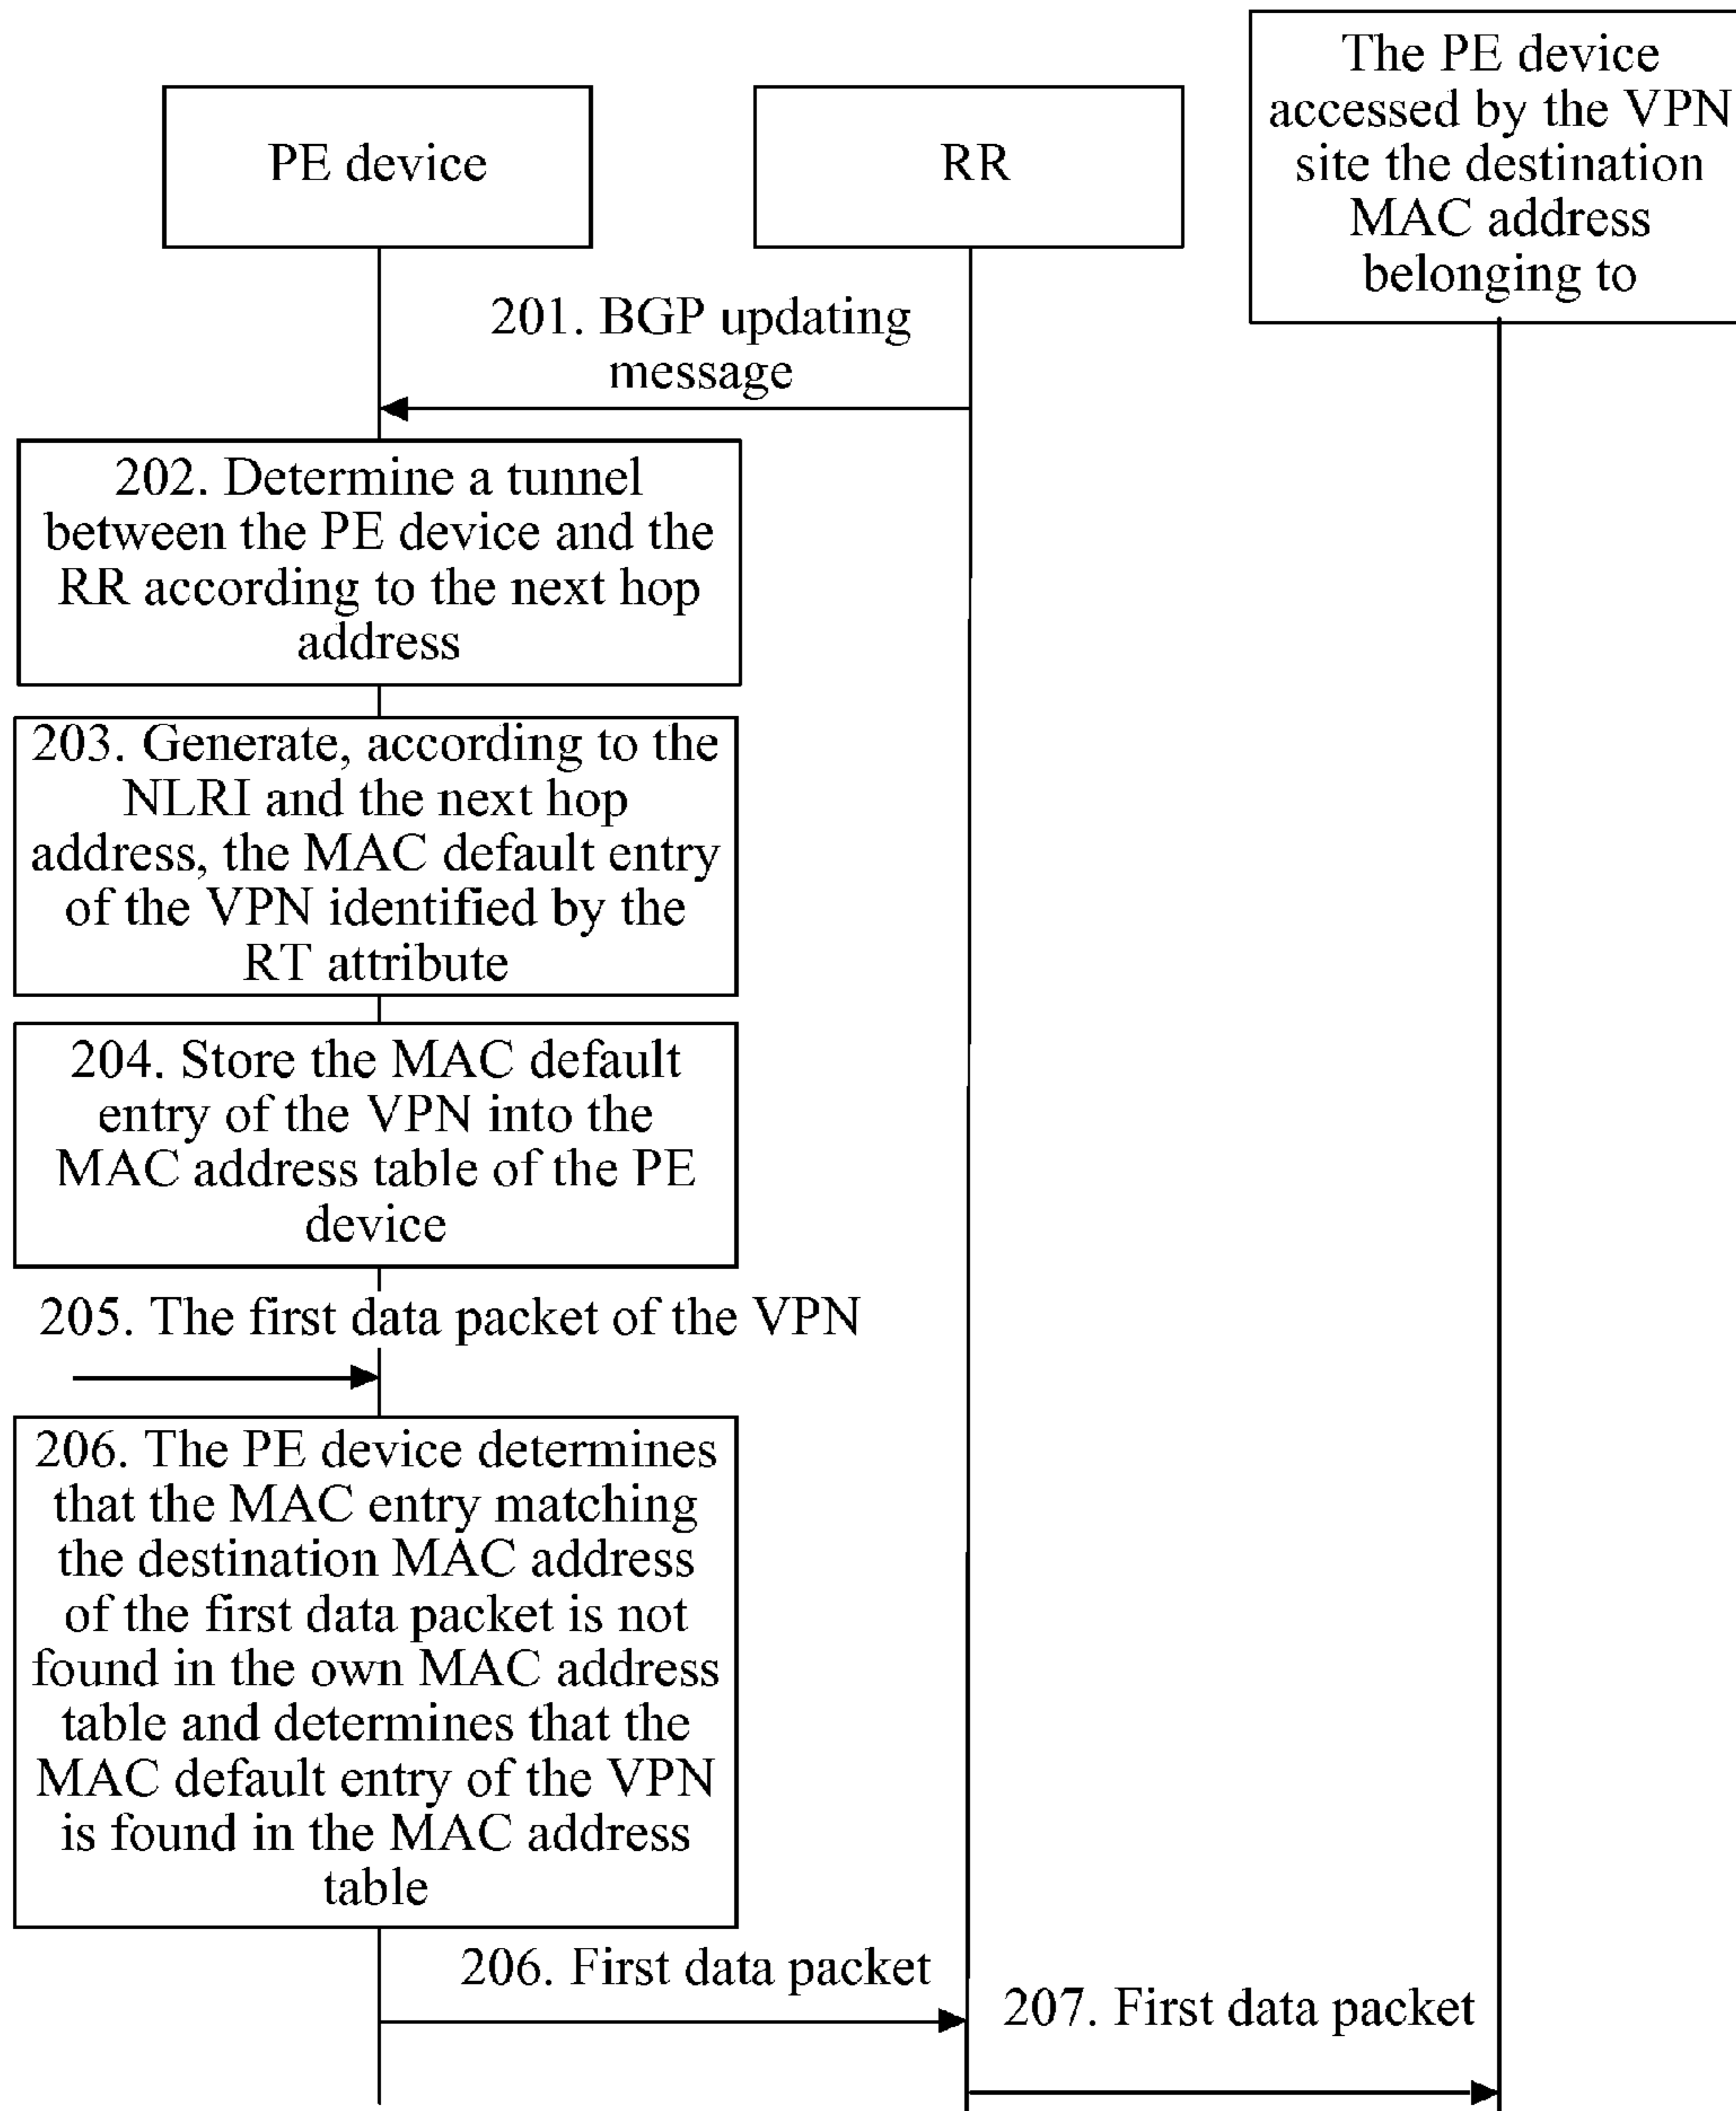 PE device
RR
The PE device
accessed by the VPN
site the destination
MAC address
belonging to
201. BGP updating
message
202. Determine a tunnel
between the PE device and the
RR according to the next hop
address
203. Generate, according to the
NLRI and the next hop
address, the MAC default entry
of the VPN identified by the
RT attribute
204. Store the MAC default
entry of the VPN into the
MAC address table of the PE
device
205. The first data packet of the VPN
206. The PE device determines
that the MAC entry matching
the destination MAC address
of the first data packet is not
found in the own MAC address
table and determines that the
MAC default entry of the VPN
is found in the MAC address
table
206. First data packet
207. First data packet